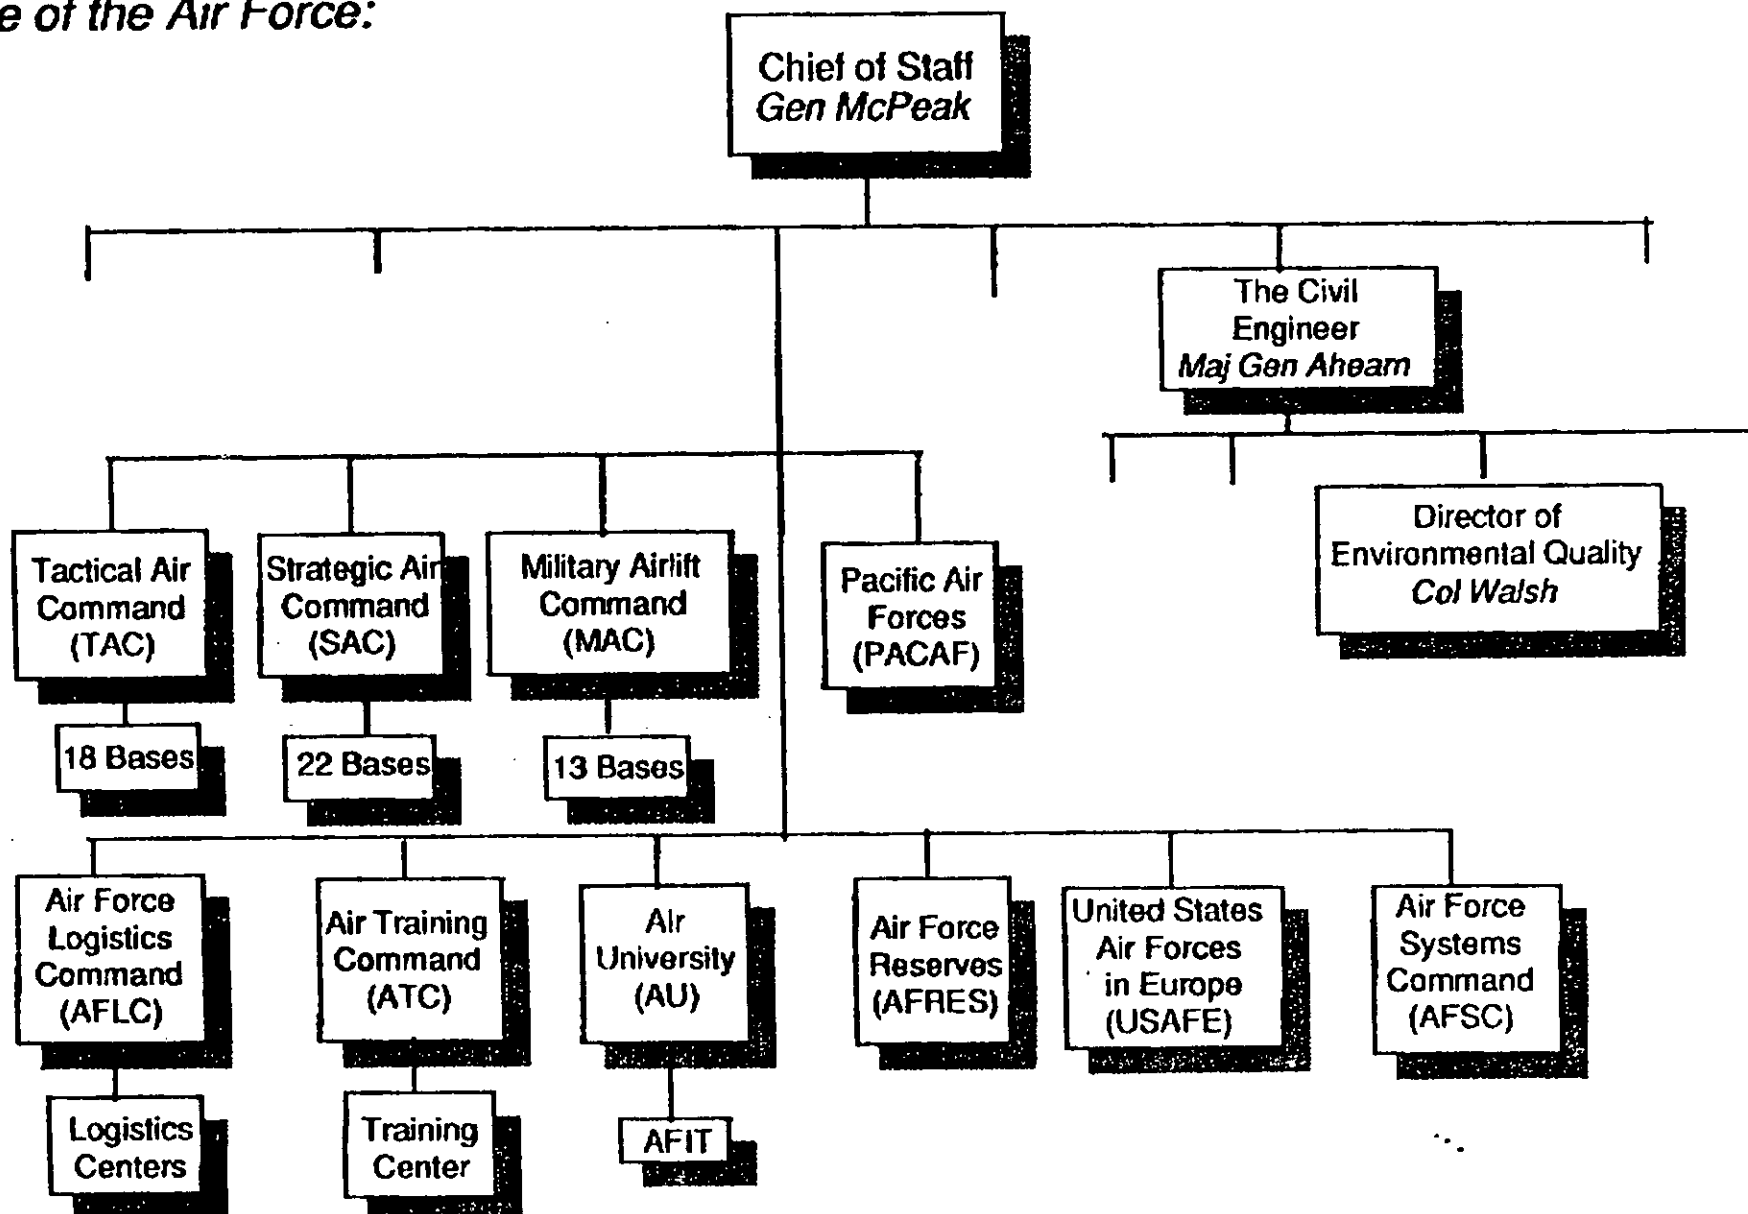 e of the Air Force:
Chief of Staff
Gen McPeak
The Civil
Engineer
Maj Gen Ahearn
Director of
Environmental Quality
Col Walsh
Tactical Air
Command
(TAC)
Strategic Air
Command
(SAC)
Military Airlift
Command
(MAC)
Pacific Air
Forces
(PACAF)
18 Bases
22 Bases
13 Bases
Air Force
Logistics
Command
(AFLC)
Air Training
Command
(ATC)
Air
University
(AU)
Air Force
Reserves
(AFRES)
United States
Air Forces
in Europe
(USAFE)
Air Force
Systems
Command
(AFSC)
Logistics
Centers
Training
Center
AFIT